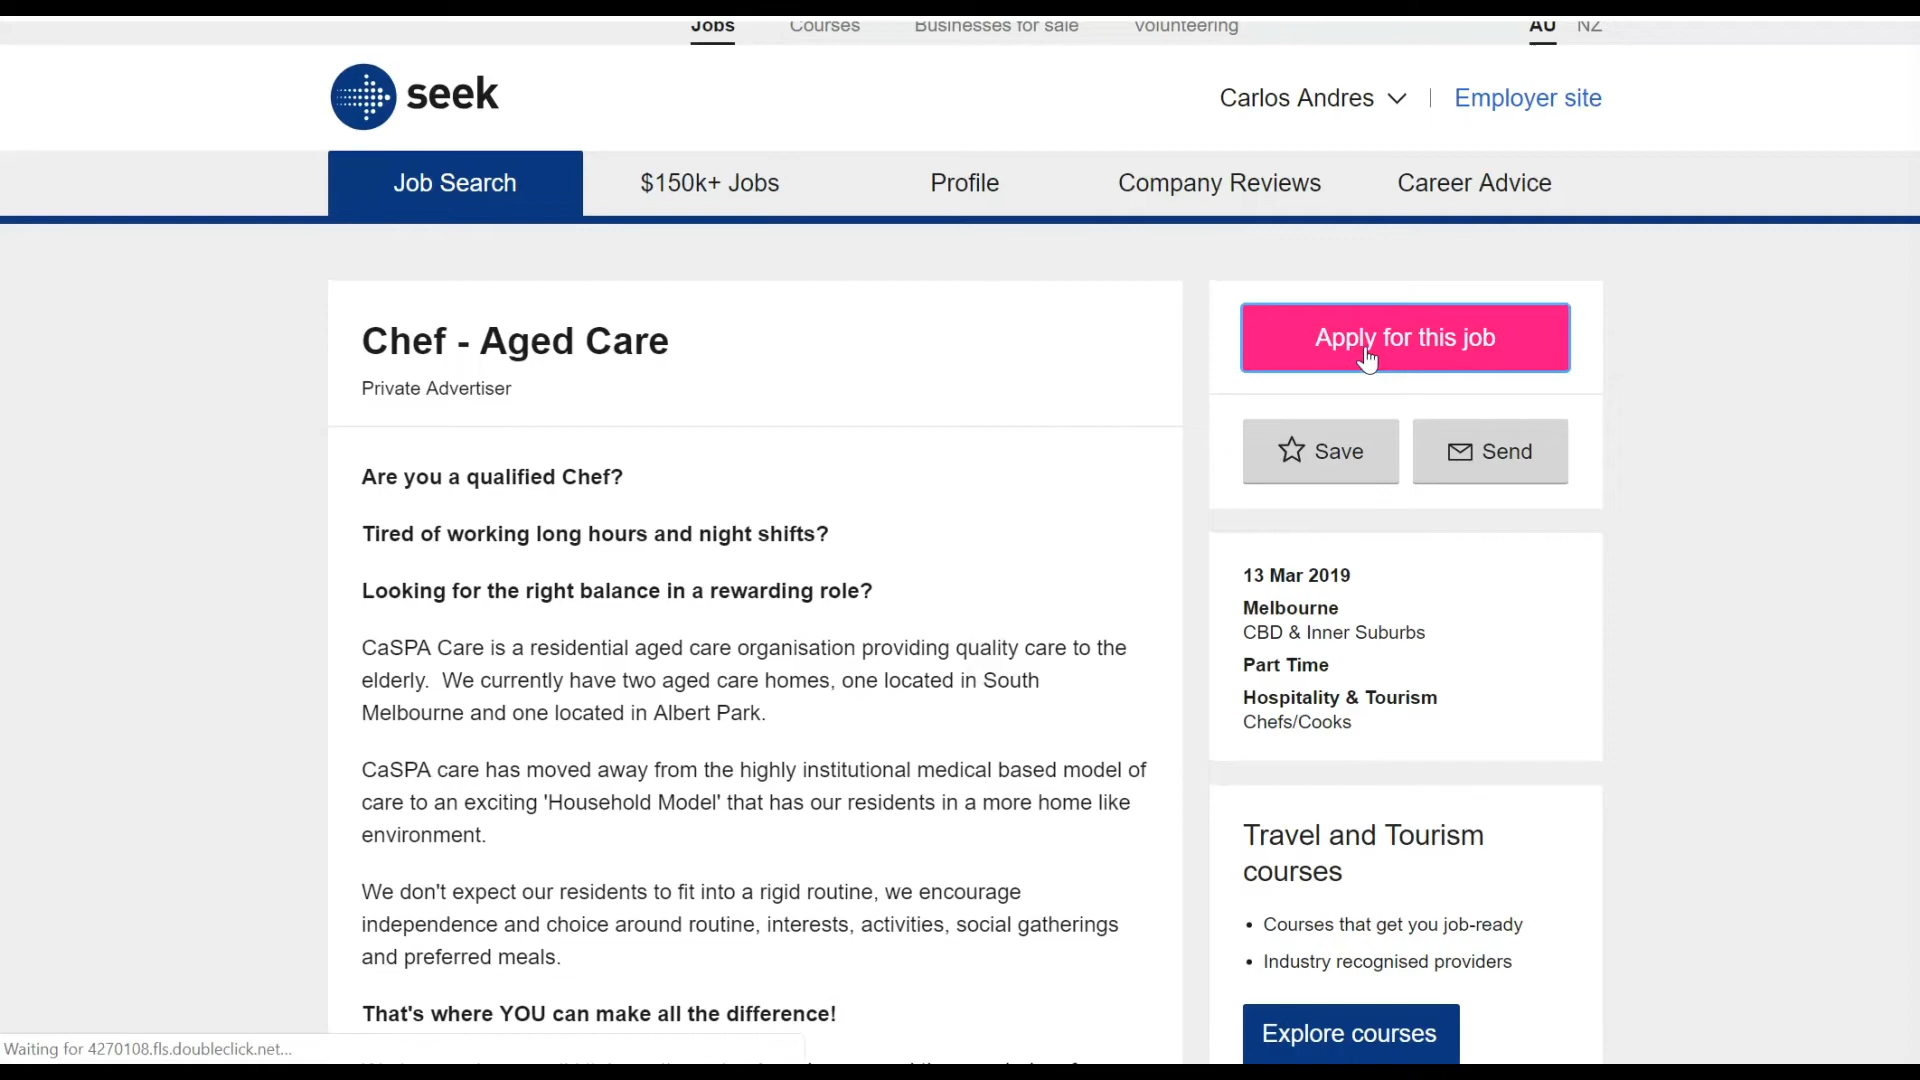 Jobs Courses Businesses for sale Volunteering AU NZ
seek
Carlos Andres Employer site
Job Search $150k+ Jobs Profile Company Reviews Career Advice
Chef - Aged Care
Private Advertiser
Are you a qualified Chef?
Tired of working long hours and night shifts?
Looking for the right balance in a rewarding role?
CaSPA Care is a residential aged care organisation providing quality care to the
elderly.  We currently have two aged care homes, one located in South
Melbourne and one located in Albert Park.
CaSPA care has moved away from the highly institutional medical based model of
care to an exciting 'Household Model' that has our residents in a more home like
environment.
We don't expect our residents to fit into a rigid routine, we encourage
independence and choice around routine, interests, activities, social gatherings
and preferred meals.
That's where YOU can make all the difference!
Apply for this job
Save Send
13 Mar 2019
Melbourne
CBD & Inner Suburbs
Part Time
Hospitality & Tourism
Chefs/Cooks
Travel and Tourism
courses
• Courses that get you job-ready
• Industry recognised providers
Explore courses
Waiting for 4270108.fls.doubleclick.net...